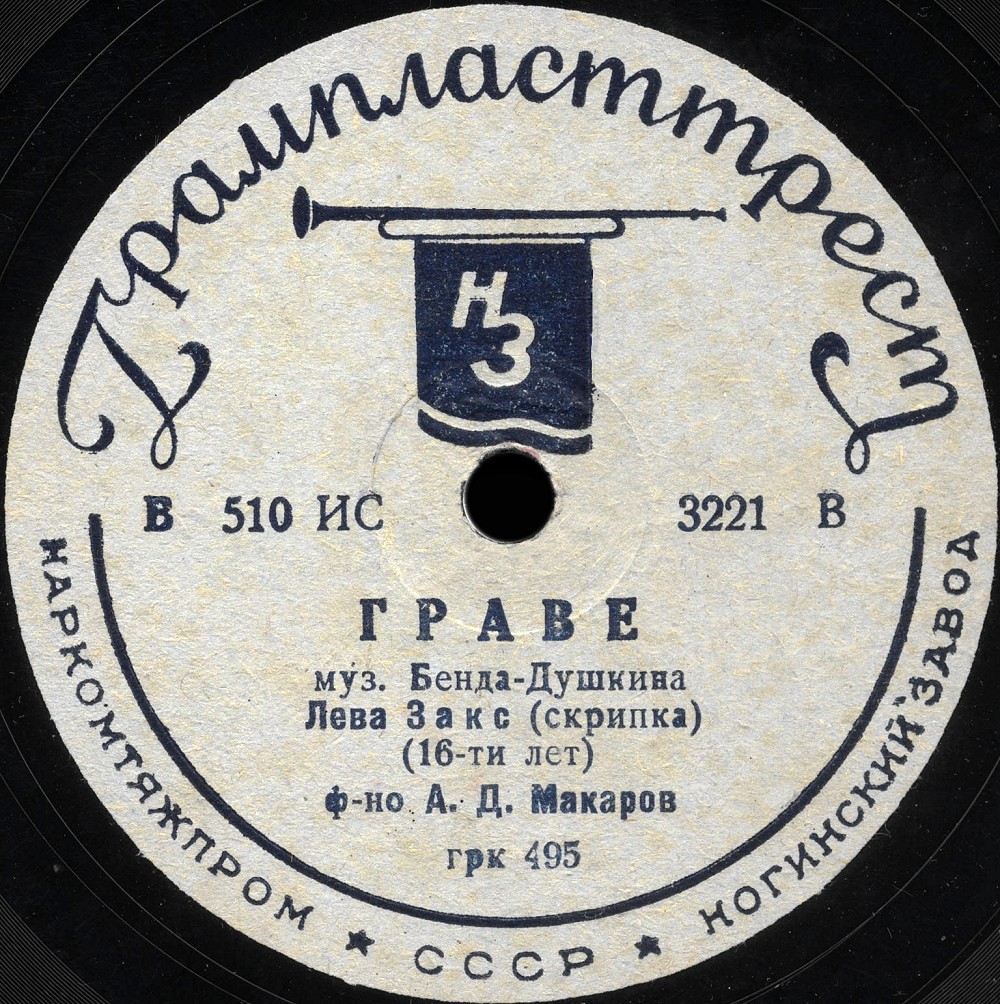 Грампласттрест
НЗ
В 510 ИС 3221 В
ГРАВЕ
муз. Бенда-Душкина
Лева Закс (скрипка)
(16-ти лет)
ф-но А. Д. Макаров
грк 495
НАРКОМТЯЖПРОМ ★ СССР ★ НОГИНСКИЙ ЗАВОД